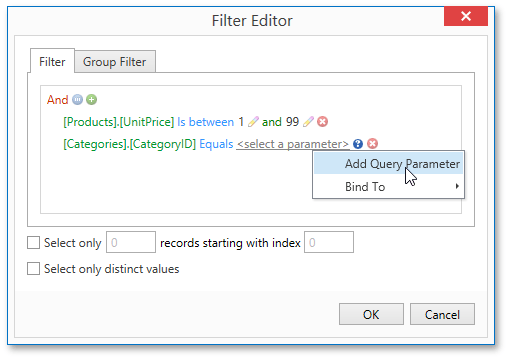 Filter Editor
Filter Group Filter
And
[Products].[UnitPrice] Is between 1 and 99
[Categories].[CategoryID] Equals <select a parameter> ?
Add Query Parameter
Bind To
Select only 0 records starting with index 0
Select only distinct values
OK Cancel